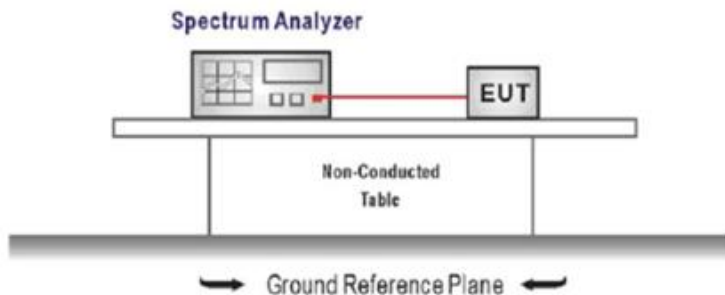 Spectrum Analyzer
EUT
Non-Conducted
Table
Ground Reference Plane